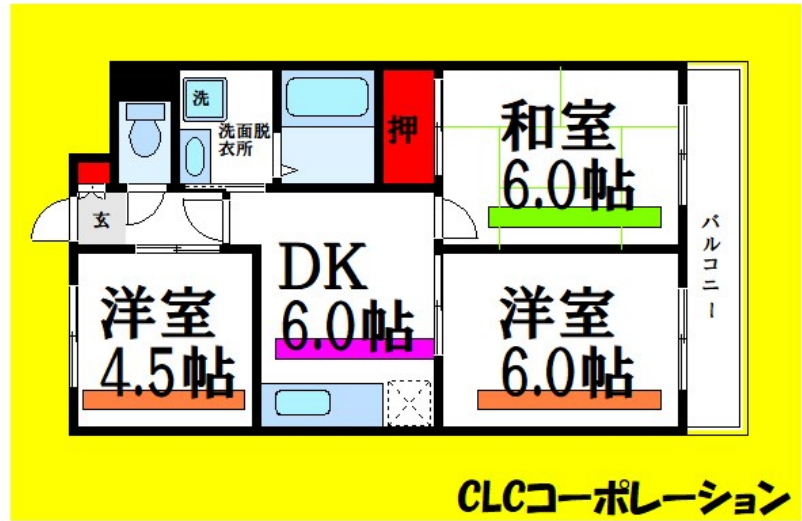 洗
洗面脱
衣所
押
和室
6.0帖
玄
DK
6.0帖
洋室
4.5帖
洋室
6.0帖
バルコニー
CLCコーポレーション